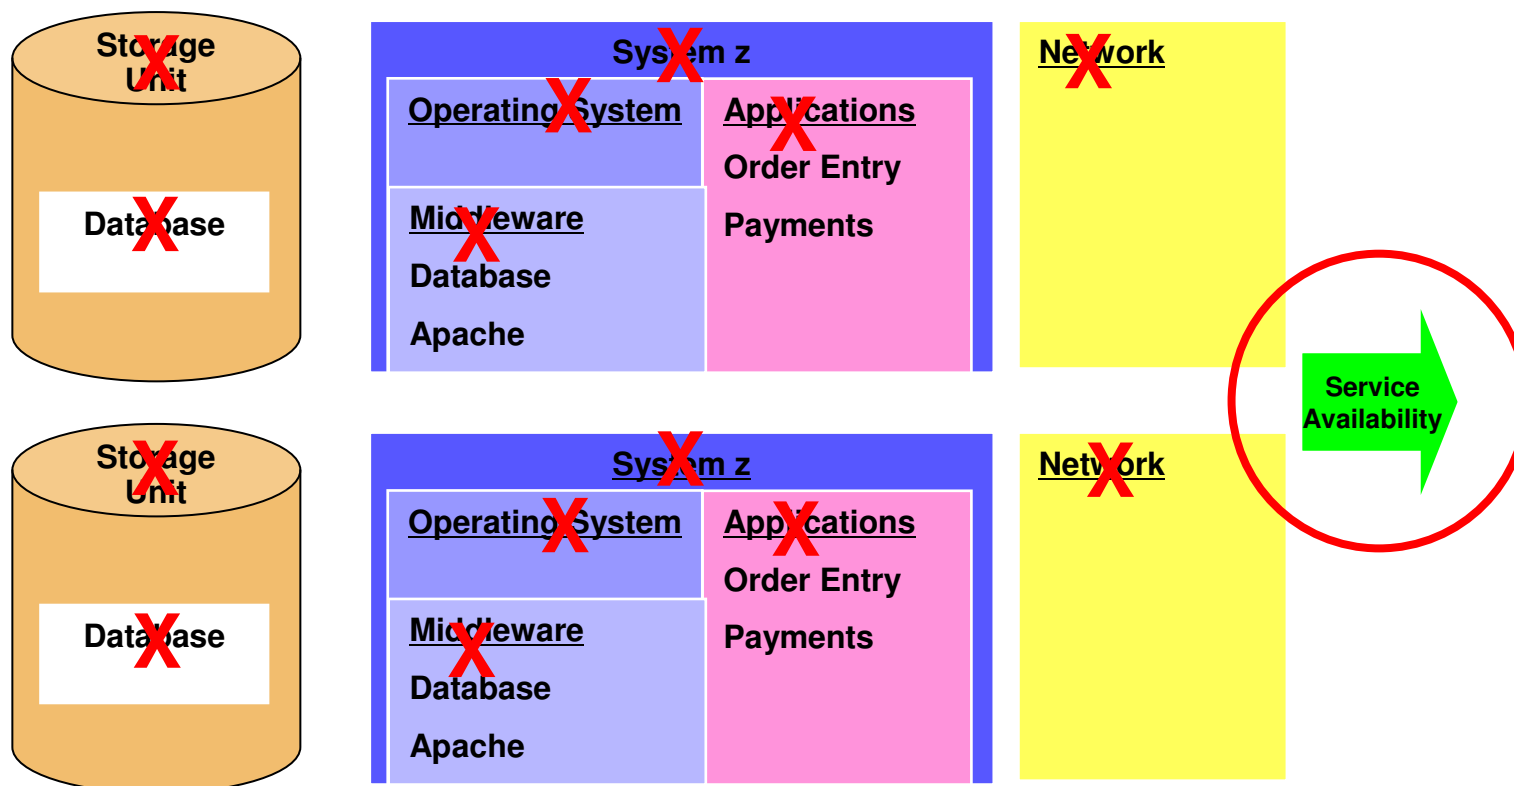 Storage
Unit
Database
System z
Operating System
Applications
Order Entry
Payments
Middleware
Database
Apache
Network
Service
Availability
Storage
Unit
Database
System z
Operating System
Applications
Order Entry
Payments
Middleware
Database
Apache
Network
X
X
X
X
X
X
X
X
X
X
X
X
X
X